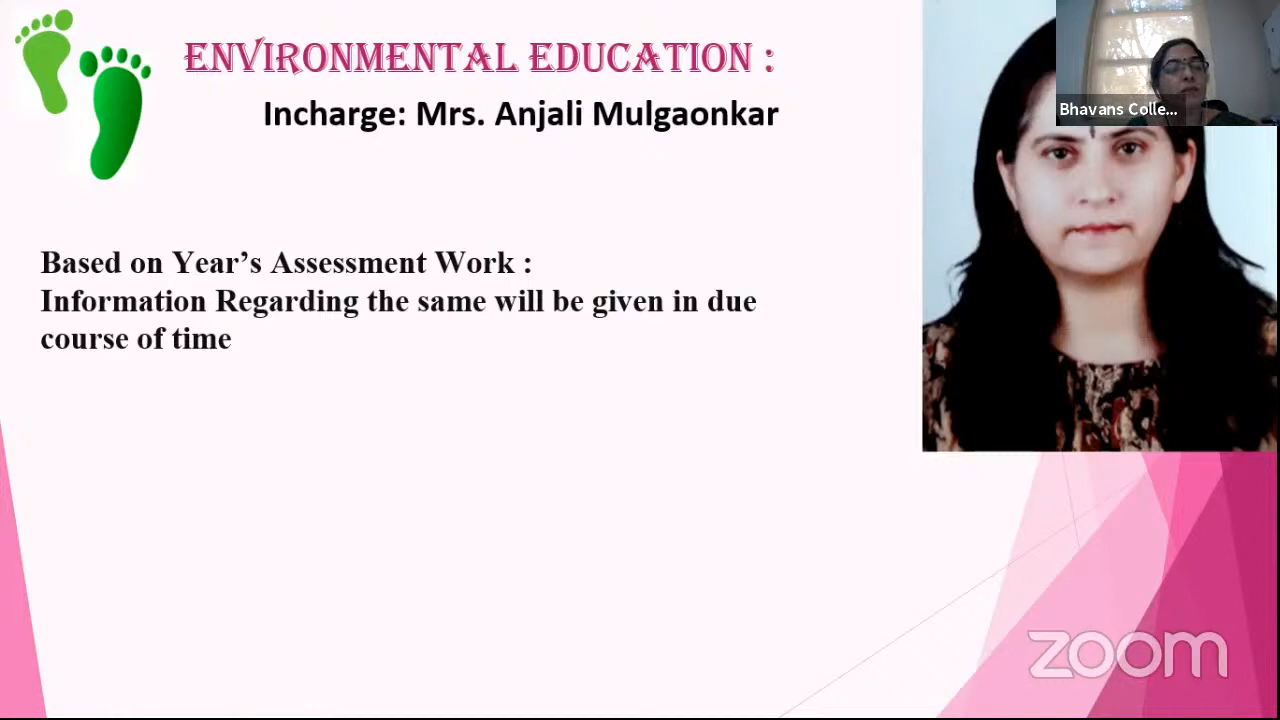 ENVIRONMENTAL EDUCATION :
Incharge: Mrs. Anjali Mulgaonkar
Bhavans Colle...
Based on Year’s Assessment Work :
Information Regarding the same will be given in due
course of time
zoom